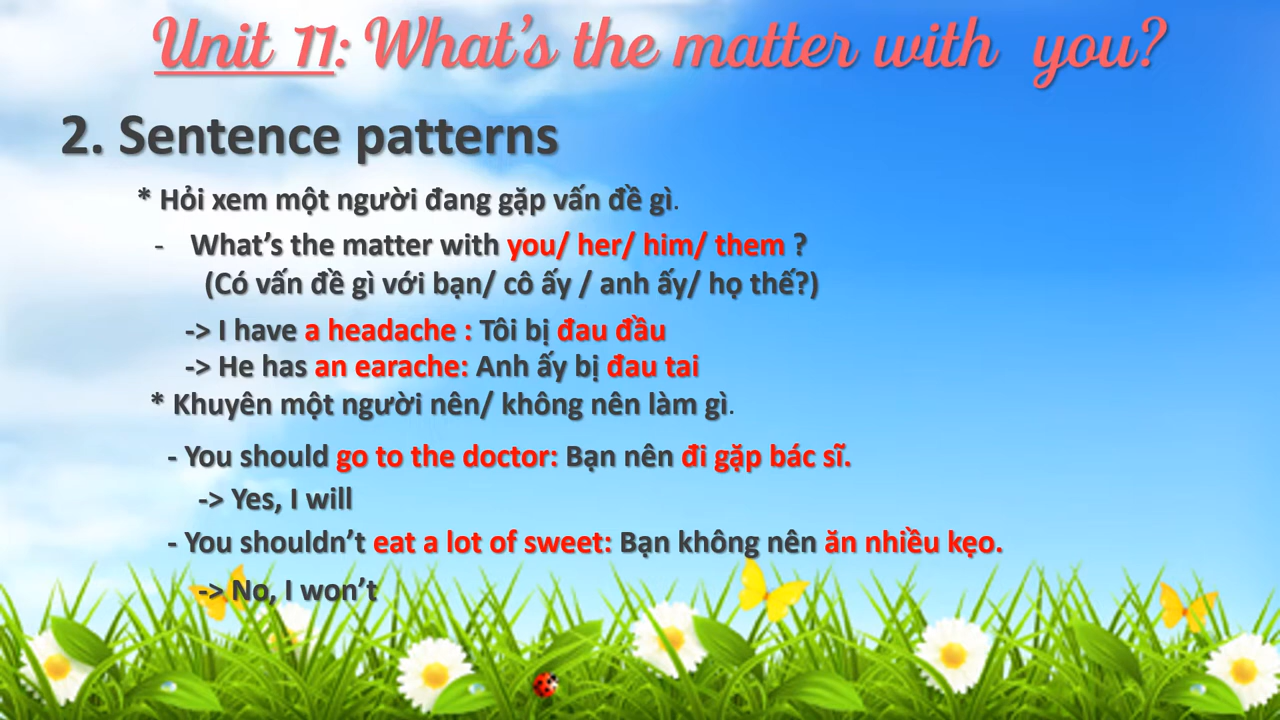 Unit 11: What's the matter with you?
2. Sentence patterns
* Hỏi xem một người đang gặp vấn đề gì.
- What's the matter with you/ her/ him/ them ?
(Có vấn đề gì với bạn/ cô ấy / anh ấy/ họ thế?)
-> I have a headache : Tôi bị đau đầu
-> He has an earache: Anh ấy bị đau tai
* Khuyên một người nên/ không nên làm gì.
- You should go to the doctor: Bạn nên đi gặp bác sĩ.
-> Yes, I will
- You shouldn't eat a lot of sweet: Bạn không nên ăn nhiều kẹo.
-> No, I won't